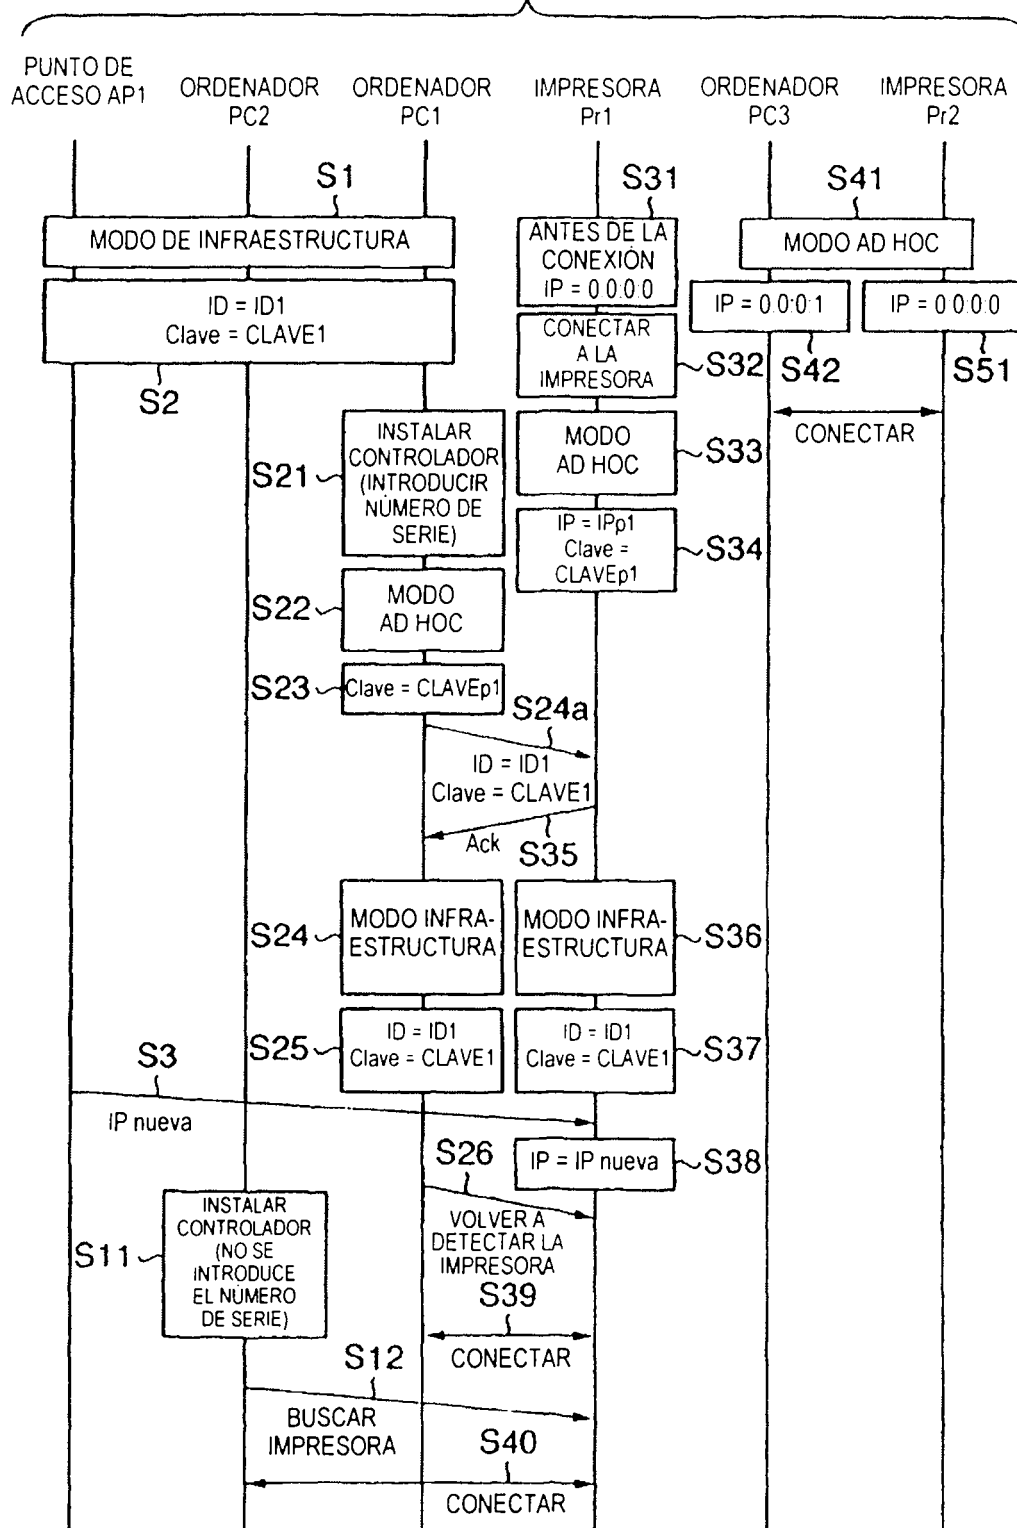 PUNTO DE
ACCESO AP1
ORDENADOR
PC2
ORDENADOR
PC1
IMPRESORA
Pr1
ORDENADOR
PC3
IMPRESORA
Pr2
S1
S31
S41
MODO DE INFRAESTRUCTURA
ANTES DE LA
CONEXIÓN
IP = 0.0.0.0
MODO AD HOC
ID = ID1
Clave = CLAVE1
IP = 0.0:0:1
IP = 0.0.0.0
S2
CONECTAR
A LA
IMPRESORA
S32
S42
S51
CONECTAR
S21
INSTALAR
CONTROLADOR
(INTRODUCIR
NÚMERO DE
SERIE)
MODO
AD HOC
S33
IP = IPp1
Clave =
CLAVEp1
S34
S22
MODO
AD HOC
S23
Clave = CLAVEp1
S24a
ID = ID1
Clave = CLAVE1
Ack
S35
S24
MODO INFRA-
ESTRUCTURA
MODO INFRA-
ESTRUCTURA
S36
S25
ID = ID1
Clave = CLAVE1
ID = ID1
Clave = CLAVE1
S37
S3
IP nueva
S26
IP = IP nueva
S38
S11
INSTALAR
CONTROLADOR
(NO SE
INTRODUCE
EL NÚMERO
DE SERIE)
VOLVER A
DETECTAR LA
IMPRESORA
S39
CONECTAR
S12
BUSCAR
IMPRESORA
S40
CONECTAR